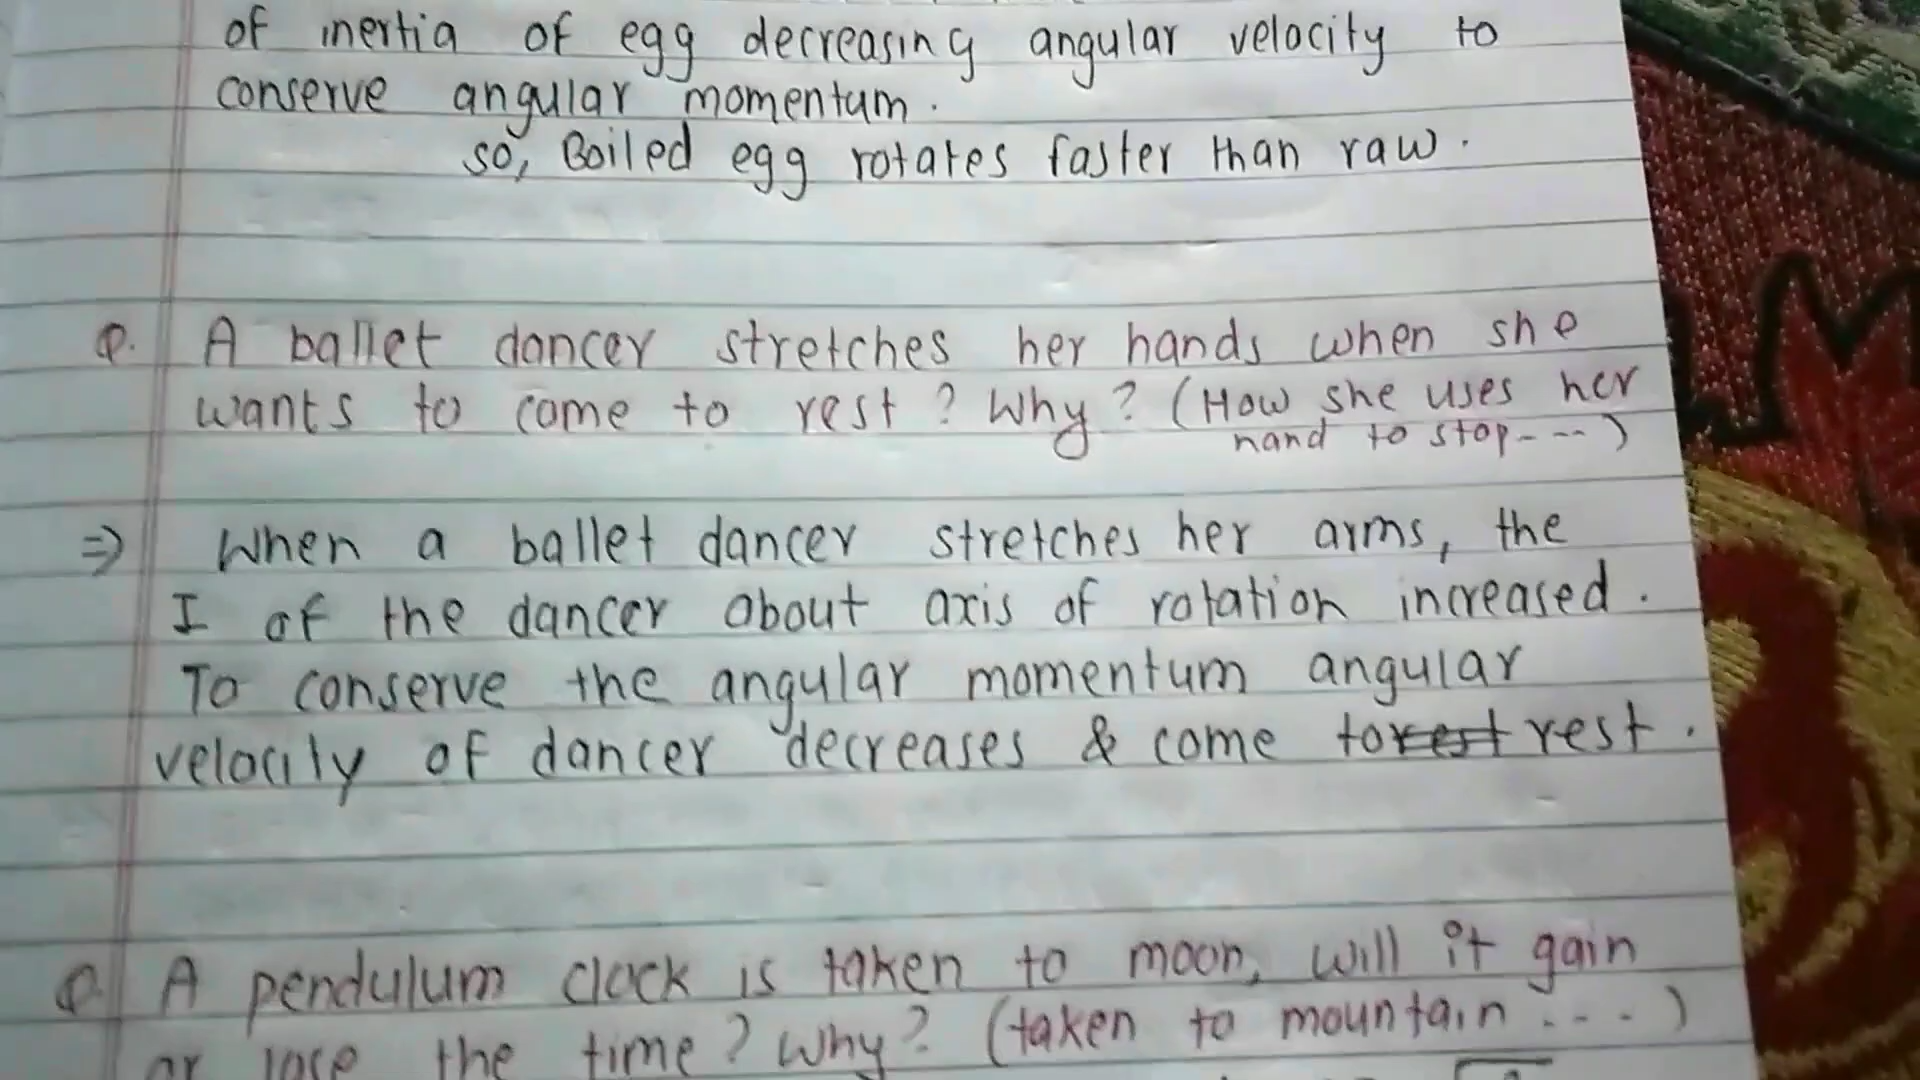 of inertia of egg decreasing angular velocity to
conserve angular momentum.
so, Boiled egg rotates faster than raw.
Q. A ballet dancer stretches her hands when she
wants to come to rest? Why? (How she uses her
hand to stop - - -)
⇒ When a ballet dancer stretches her arms, the
I of the dancer about axis of rotation increased.
To conserve the angular momentum angular
velocity of dancer decreases & come to rest rest.
Q. A pendulum clock is taken to moon, will it gain
or lose the time? Why? (taken to mountain - - -)